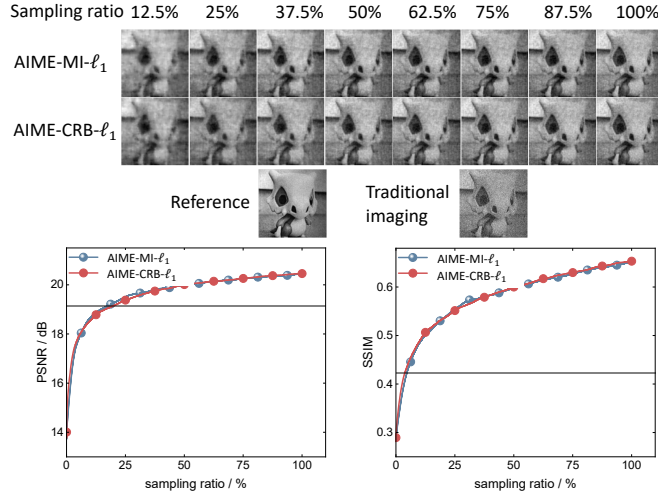 Sampling ratio 12.5% 25% 37.5% 50% 62.5% 75% 87.5% 100%
AIME-MI-ℓ₁
AIME-CRB-ℓ₁
Reference
Traditional
imaging
AIME-MI-ℓ₁
AIME-CRB-ℓ₁
20
18
16
14
PSNR / dB
0 25 50 75 100
sampling ratio / %
AIME-MI-ℓ₁
AIME-CRB-ℓ₁
0.6
0.5
0.4
0.3
SSIM
0 25 50 75 100
sampling ratio / %